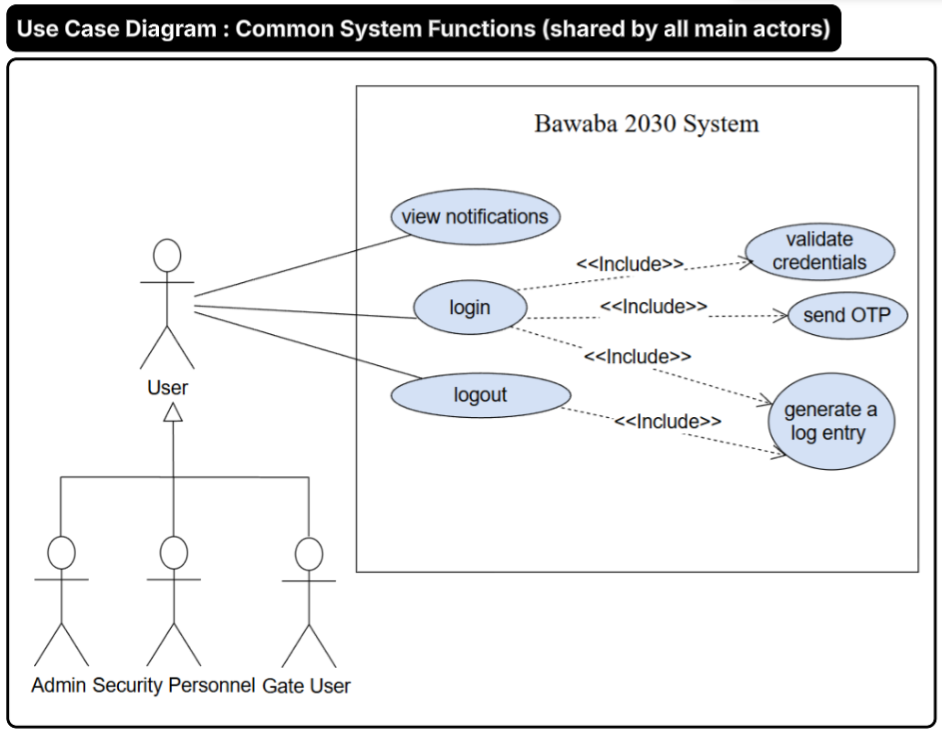 Use Case Diagram : Common System Functions (shared by all main actors)
Bawaba 2030 System
view notifications
validate
credentials
<<Include>>
login
<<Include>>
send OTP
<<Include>>
User
logout
generate a
log entry
<<Include>>
Admin Security Personnel Gate User